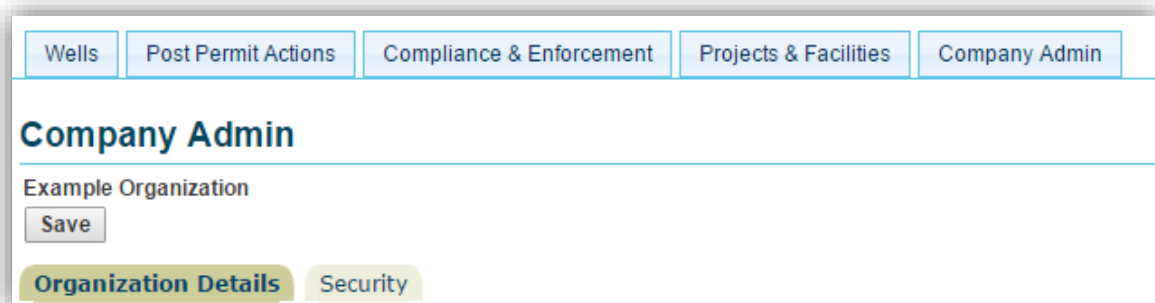 Wells Post Permit Actions Compliance & Enforcement Projects & Facilities Company Admin
Company Admin
Example Organization
Save
Organization Details Security